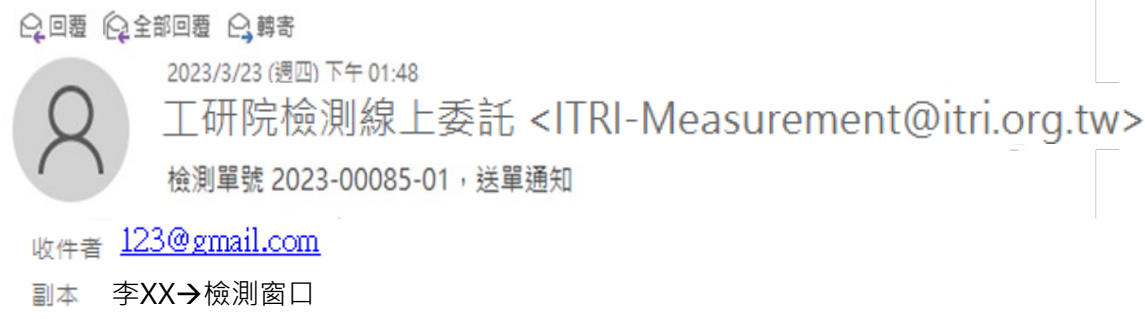 回覆 全部回覆 轉寄
2023/3/23 (週四) 下午 01:48
工研院檢測線上委託 <ITRI-Measurement@itri.org.tw>
檢測單號 2023-00085-01，送單通知
收件者 123@gmail.com
副本 李XX→檢測窗口